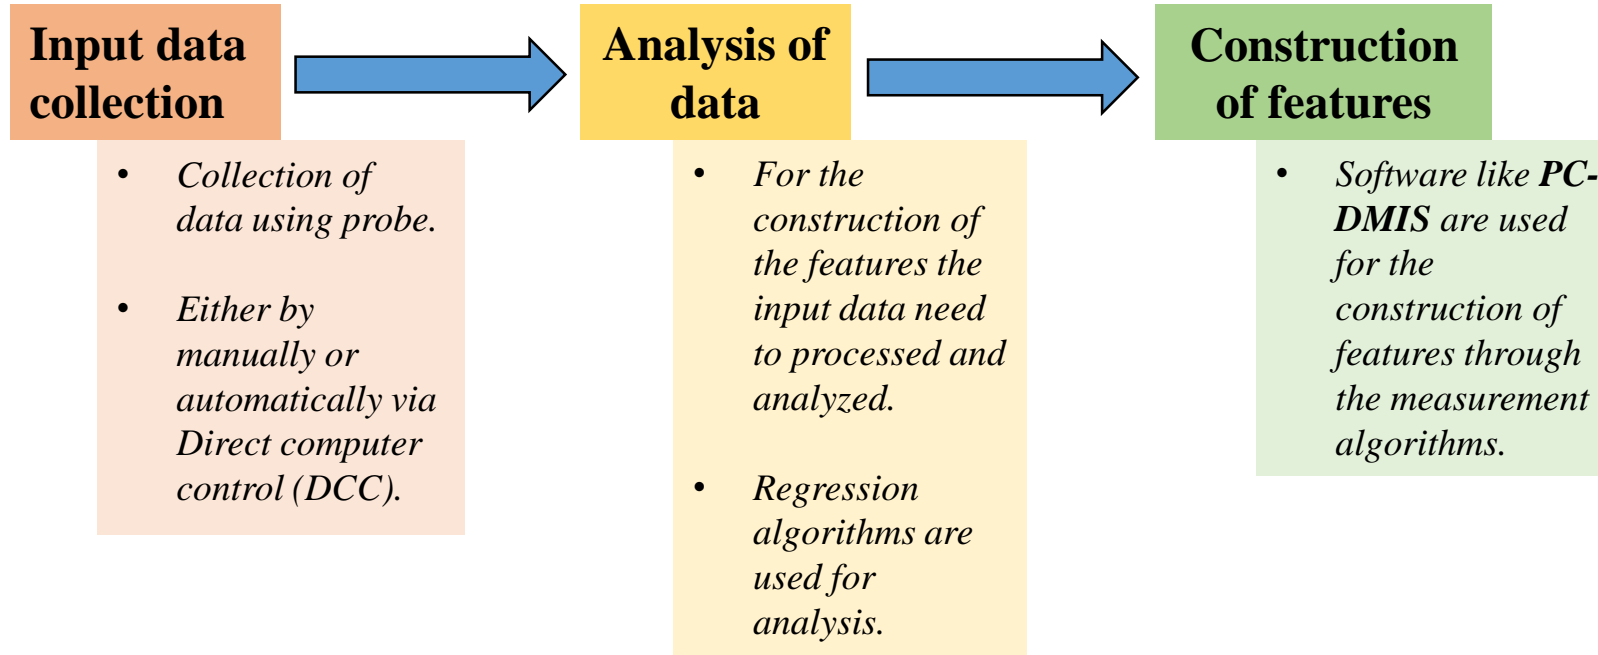 Input data
collection
• Collection of
data using probe.
• Either by
manually or
automatically via
Direct computer
control (DCC).
Analysis of
data
• For the
construction of
the features the
input data need
to processed and
analyzed.
• Regression
algorithms are
used for
analysis.
Construction
of features
• Software like PC-
DMIS are used
for the
construction of
features through
the measurement
algorithms.